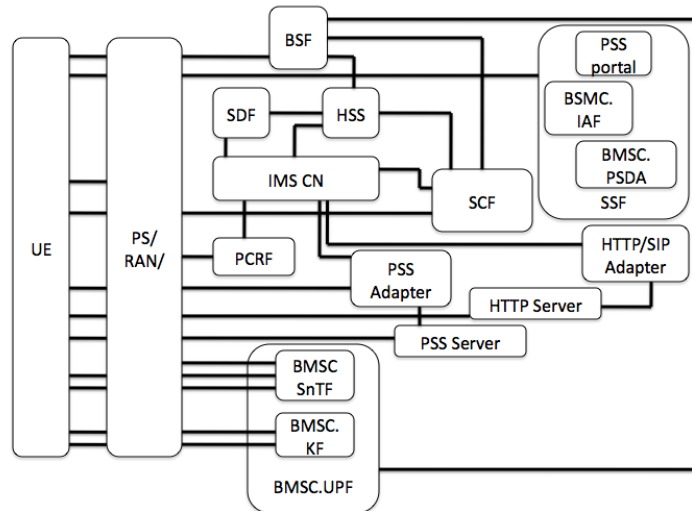 BSF
PSS
portal
BSMC.
IAF
SDF
HSS
BMSC.
PSDA
IMS CN
SCF
SSF
UE
PS/
RAN/
PCRF
PSS
Adapter
HTTP/SIP
Adapter
HTTP Server
PSS Server
BMSC
SnTF
BMSC.
KF
BMSC.UPF